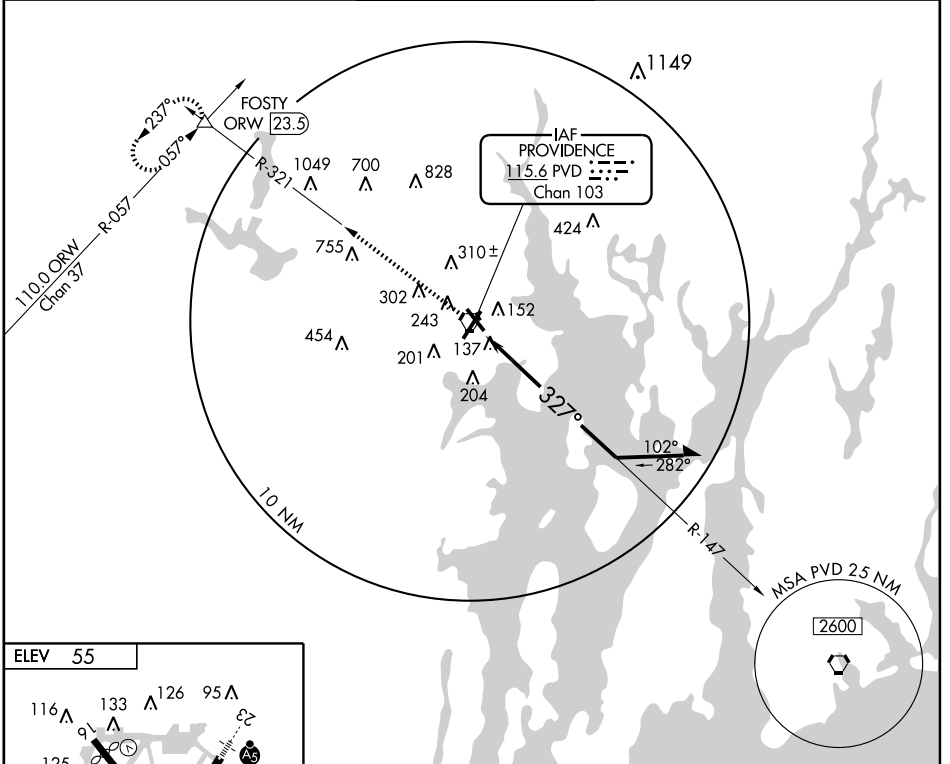 1149
FOSTY
ORW 23.5
237°
057°
R-321
R-057
110.0 ORW
Chan 37
IAF
PROVIDENCE
115.6 PVD
Chan 103
1049
700
828
424
755
310±
302
243
152
454
201
137
204
327°
102°
282°
10 NM
R-147
MSA PVD 25 NM
2600
ELEV 55
116
133
126
95
16
23
A5
125